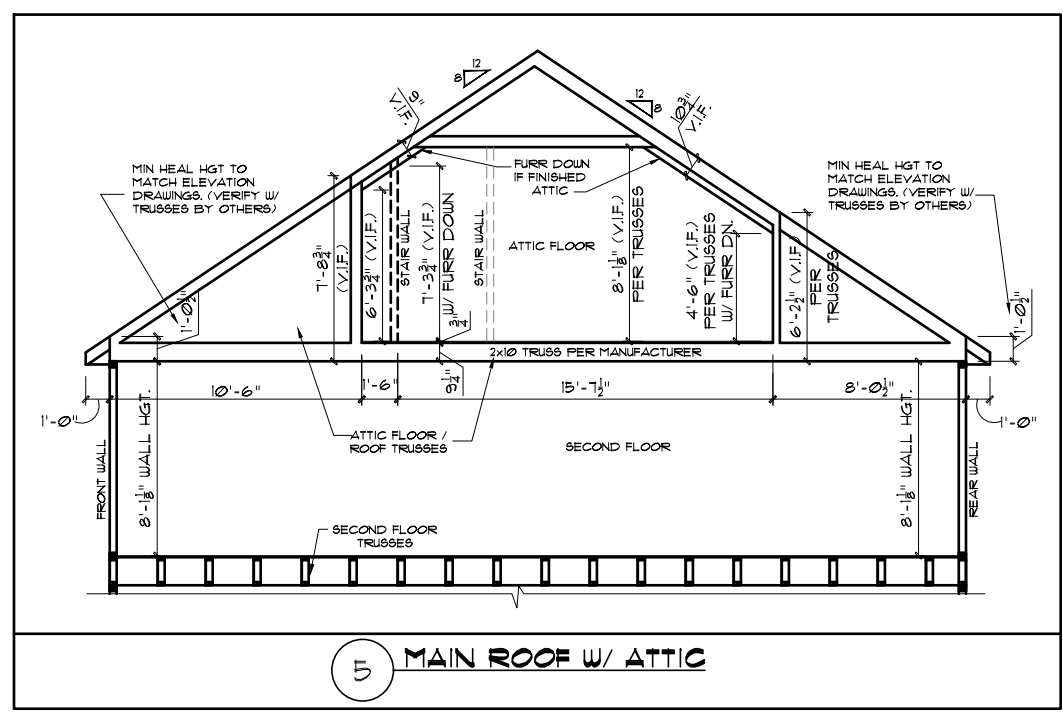 12
8
12
8
9"
V.I.F.
10¾"
V.I.F.
MIN HEAL HGT TO
MATCH ELEVATION
DRAWINGS. (VERIFY W/
TRUSSES BY OTHERS)
FURR DOWN
IF FINISHED
ATTIC
MIN HEAL HGT TO
MATCH ELEVATION
DRAWINGS. (VERIFY W/
TRUSSES BY OTHERS)
1'-0½"
7'-8¾"
(V.I.F.)
6'-3¾" (V.I.F.)
STAIR WALL
7'-3¾" (V.I.F.)
W/ FURR DOWN
STAIR WALL
ATTIC FLOOR
8'-1⅛" (V.I.F.)
PER TRUSSES
4'-6" (V.I.F.)
PER TRUSSES
W/ FURR DN.
6'-2½" (V.I.F.)
PER
TRUSSES
1'-0½"
¾"
2x10 TRUSS PER MANUFACTURER
9¼"
1'-0"
10'-6"
1'-6"
15'-7½"
8'-0½"
1'-0"
ATTIC FLOOR /
ROOF TRUSSES
SECOND FLOOR
FRONT WALL
8'-1⅛" WALL HGT.
8'-1⅛" WALL HGT.
REAR WALL
SECOND FLOOR
TRUSSES
5
MAIN ROOF W/ ATTIC